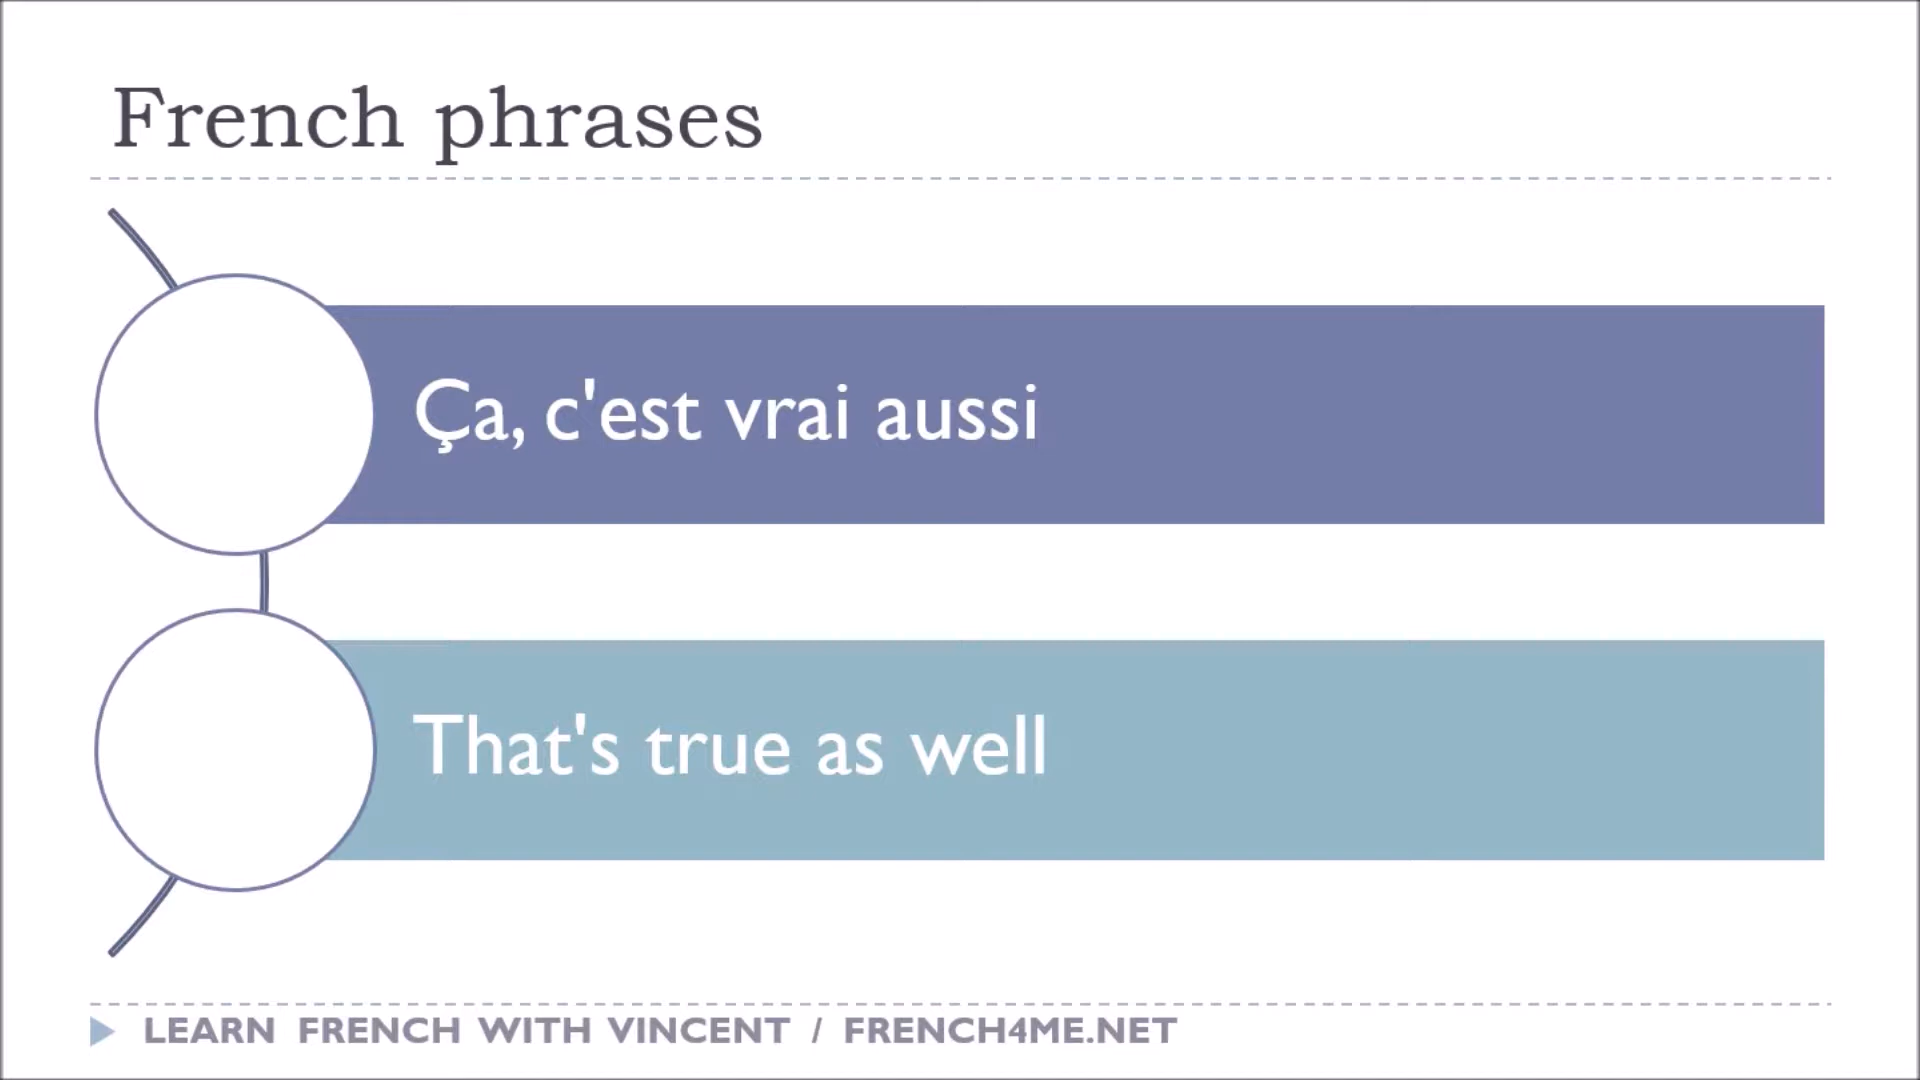 French phrases
Ça, c'est vrai aussi
That's true as well
LEARN FRENCH WITH VINCENT / FRENCH4ME.NET